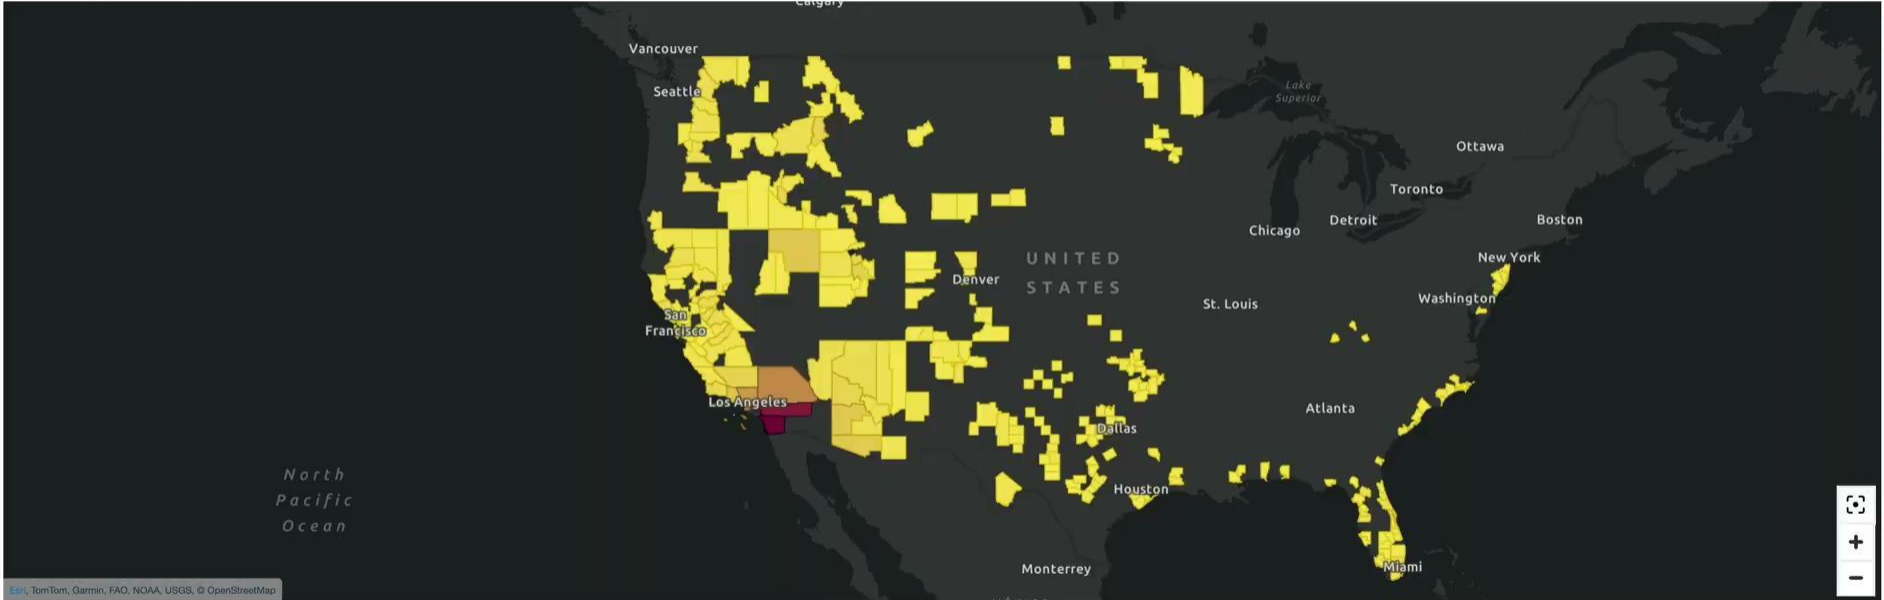 Calgary
Vancouver
Seattle
Lake
Superior
Ottawa
Toronto
Boston
Detroit
Chicago
New York
UNITED
STATES
Denver
Washington
St. Louis
San
Francisco
Los Angeles
Atlanta
Dallas
North
Pacific
Ocean
Houston
Miami
Monterrey
Esri, TomTom, Garmin, FAO, NOAA, USGS, © OpenStreetMap
+
−